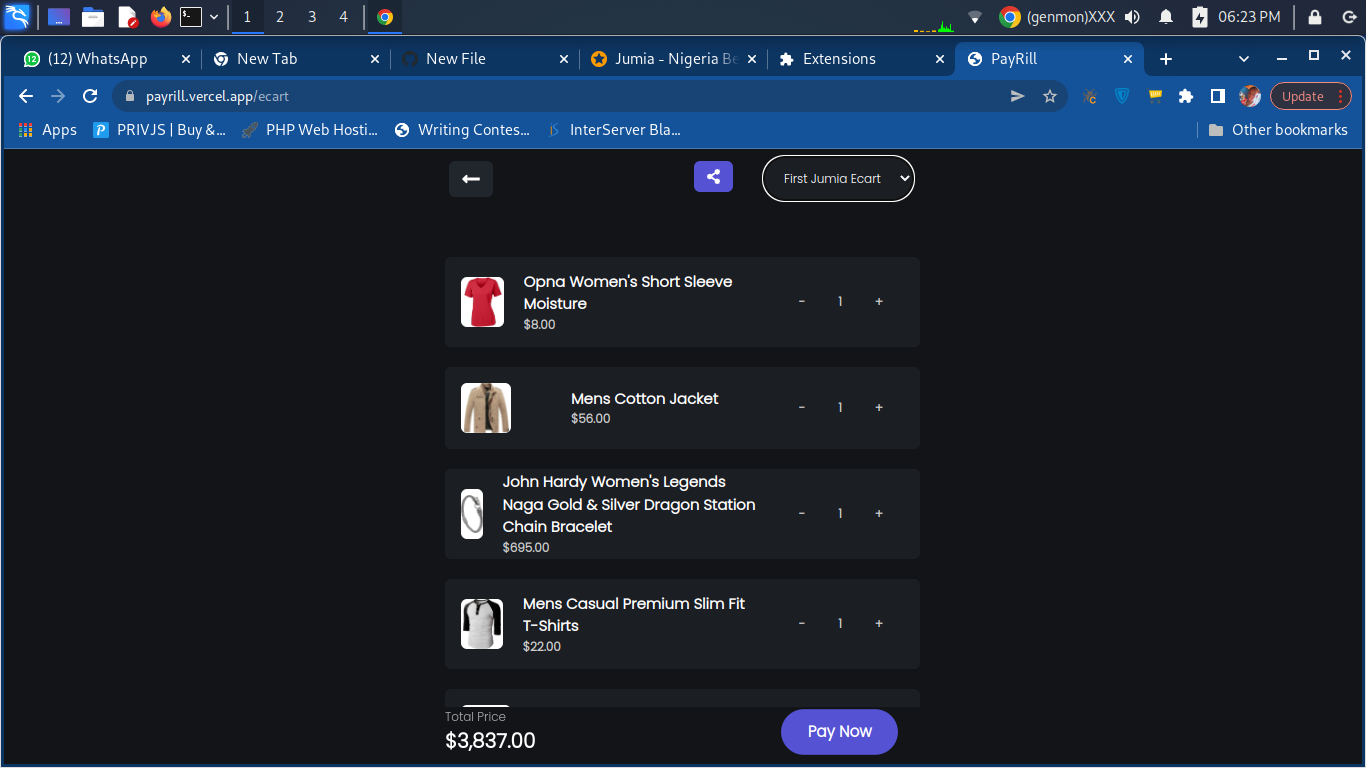 1 2 3 4 (genmon)XXX 06:23 PM
(12) WhatsApp New Tab New File Jumia - Nigeria Be Extensions PayRill
payrill.vercel.app/ecart Update
Apps PRIVJS | Buy &... PHP Web Hosti... Writing Contes... InterServer Bla... Other bookmarks
First Jumia Ecart
Opna Women's Short Sleeve
Moisture
$8.00
- 1 +
Mens Cotton Jacket
$56.00
- 1 +
John Hardy Women's Legends
Naga Gold & Silver Dragon Station
Chain Bracelet
$695.00
- 1 +
Mens Casual Premium Slim Fit
T-Shirts
$22.00
- 1 +
Total Price
$3,837.00
Pay Now